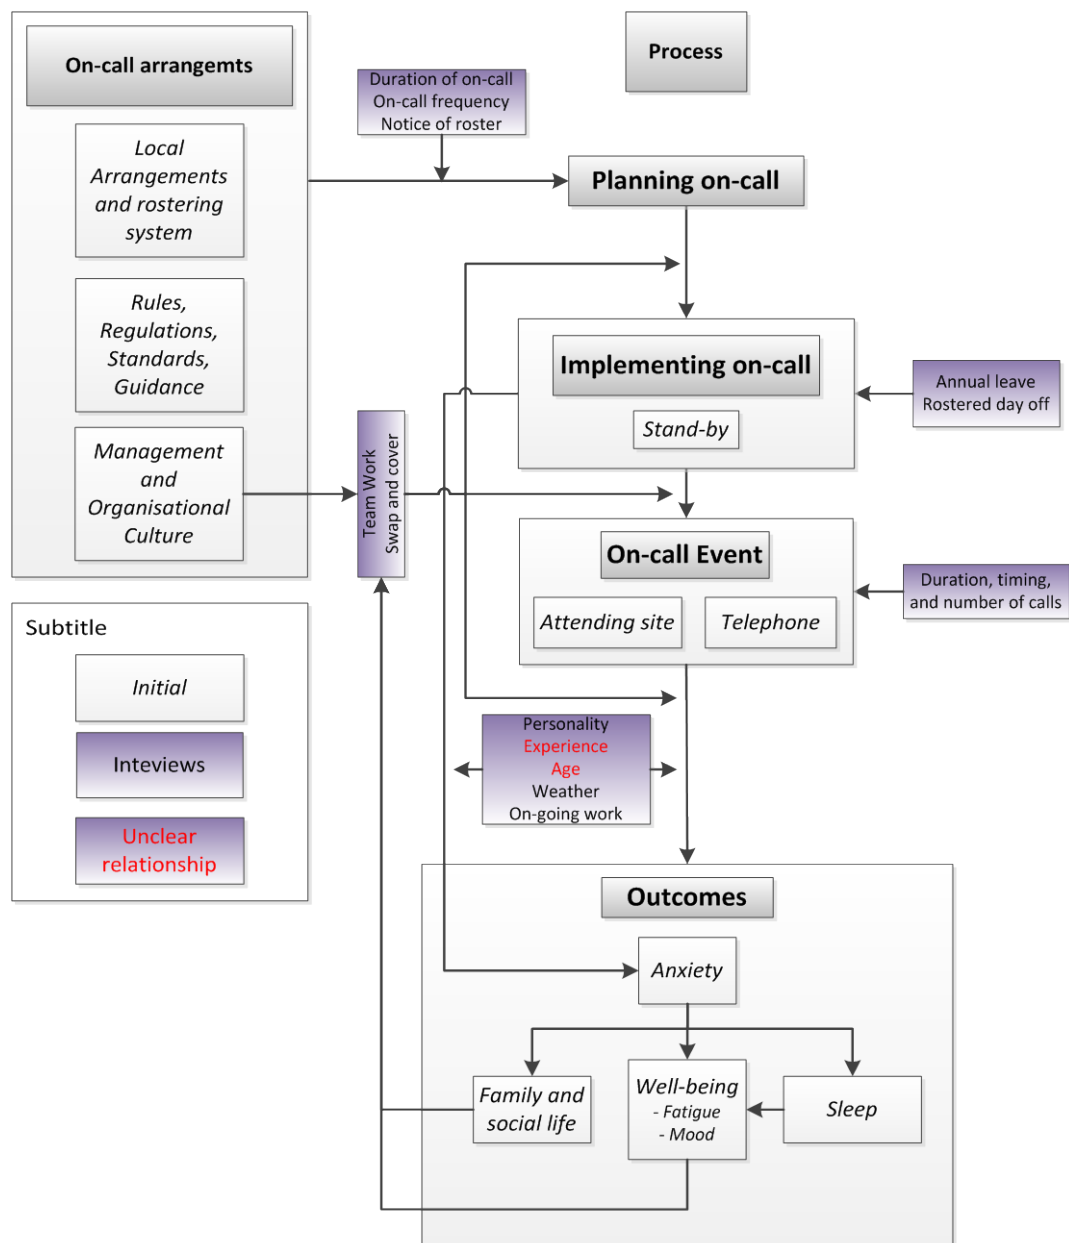 On-call arrangemts
Local
Arrangements
and rostering
system
Rules,
Regulations,
Standards,
Guidance
Management
and
Organisational
Culture
Process
Duration of on-call
On-call frequency
Notice of roster
Planning on-call
Implementing on-call
Stand-by
Annual leave
Rostered day off
Team Work
Swap and cover
On-call Event
Attending site
Telephone
Duration, timing,
and number of calls
Subtitle
Initial
Inteviews
Unclear
relationship
Personality
Experience
Age
Weather
On-going work
Outcomes
Anxiety
Family and
social life
Well-being
- Fatigue
- Mood
Sleep